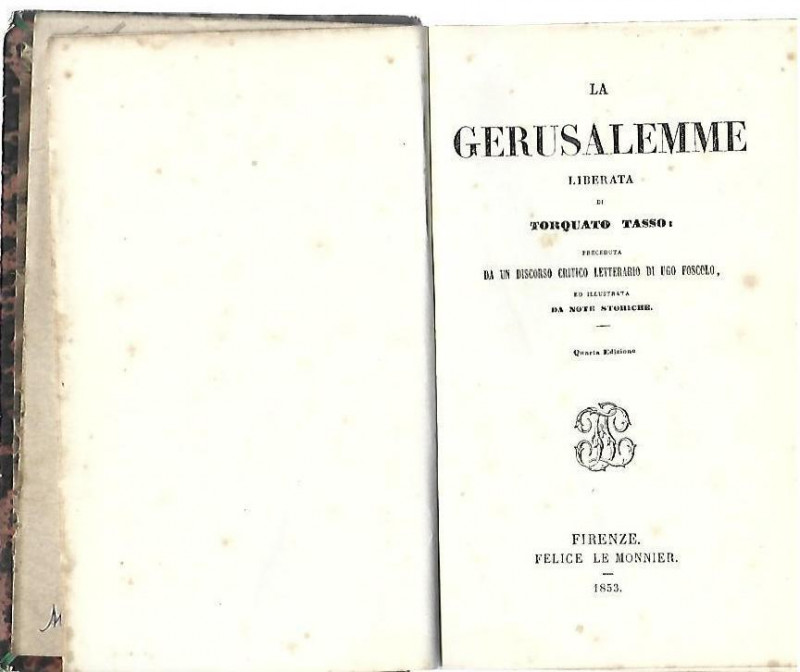 LA
GERUSALEMME
LIBERATA
DI
TORQUATO TASSO:
PRECEDUTA
DA UN DISCORSO CRITICO LETTERARIO DI UGO FOSCOLO,
ED ILLUSTRATA
DA NOTE STORICHE.
Quarta Edizione
FIRENZE.
FELICE LE MONNIER.
1853.